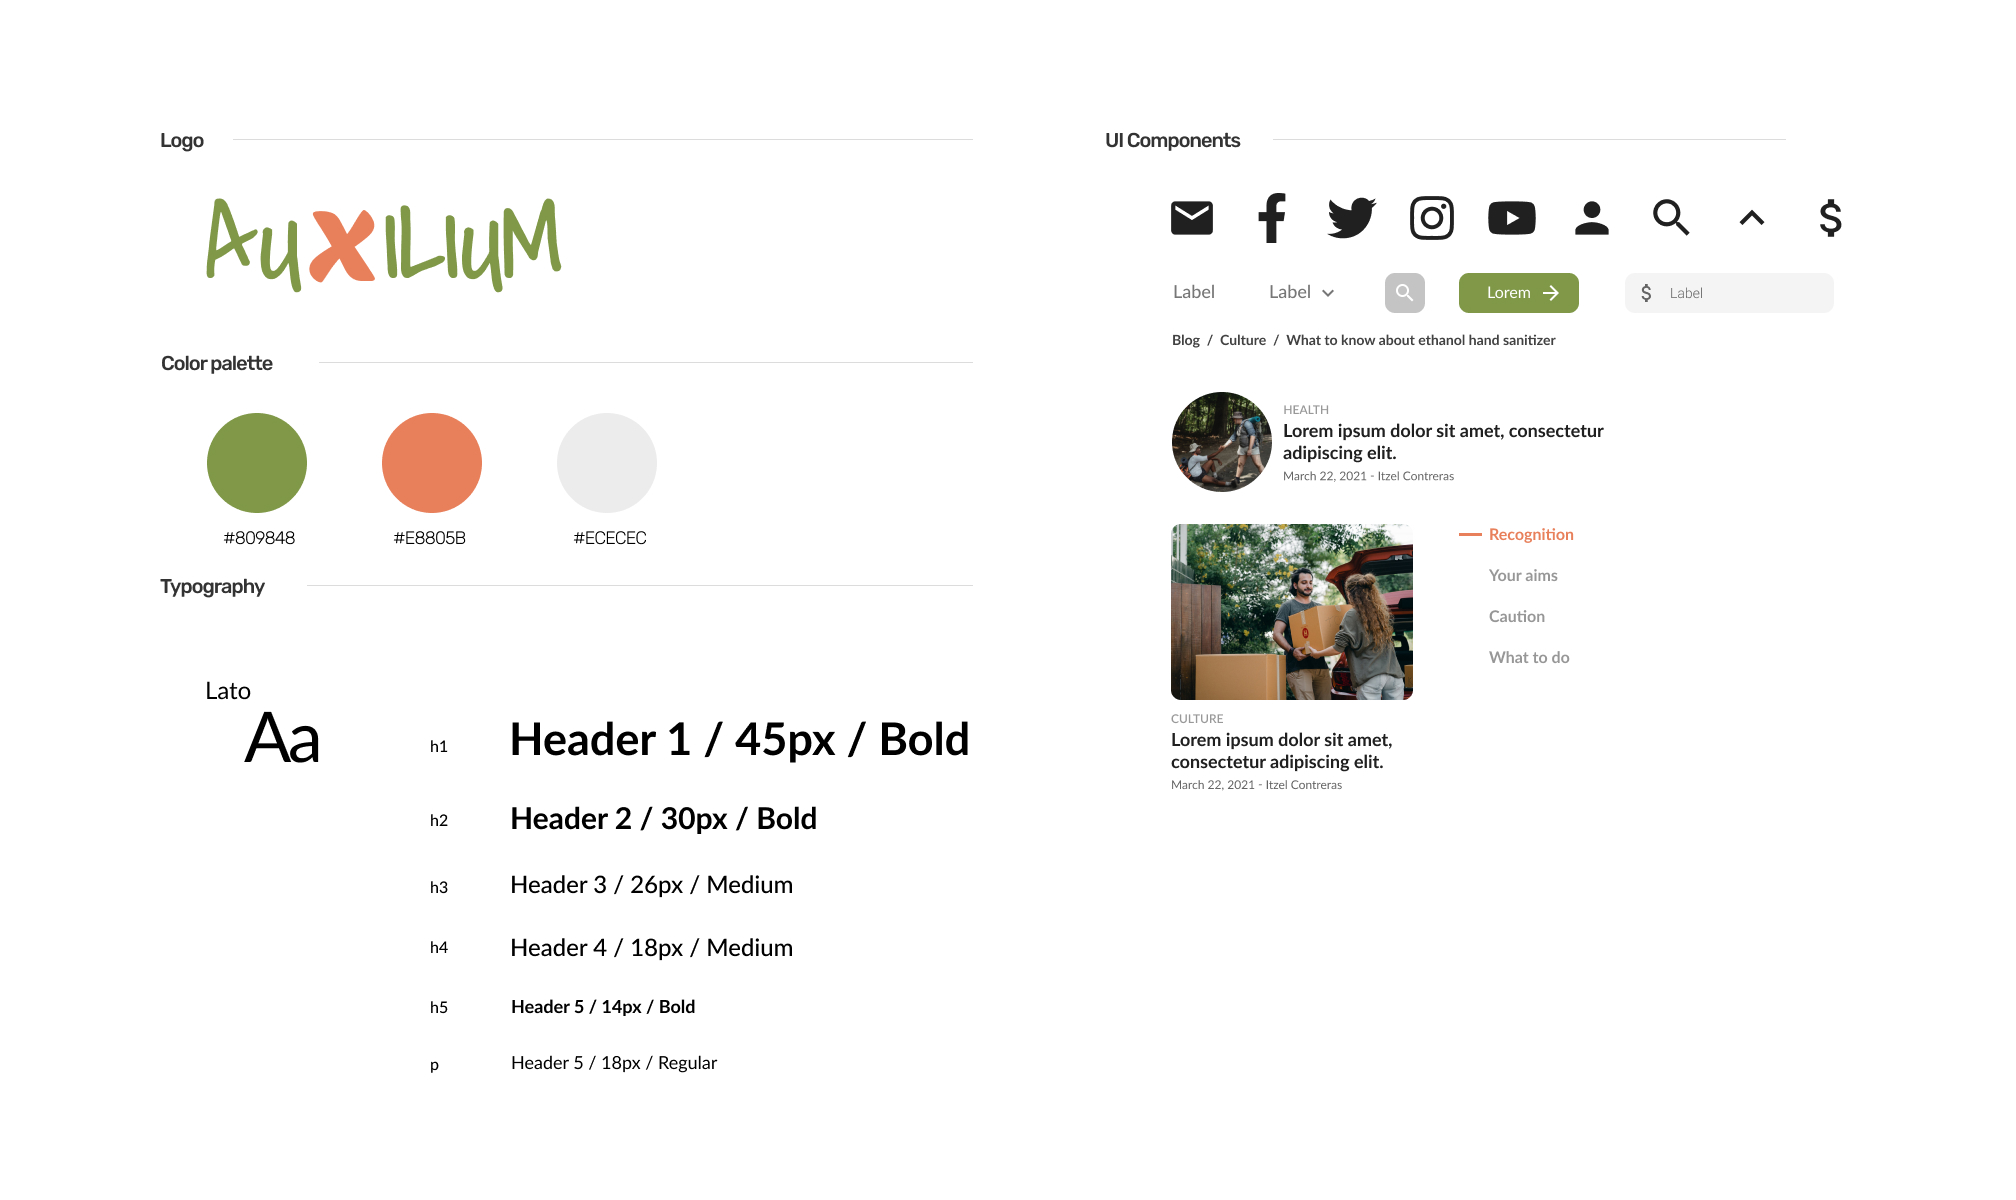 Logo
AUXILIUM
Color palette
#809848
#E8805B
#ECECEC
Typography
Lato
Aa
h1
Header 1 / 45px / Bold
h2
Header 2 / 30px / Bold
h3
Header 3 / 26px / Medium
h4
Header 4 / 18px / Medium
h5
Header 5 / 14px / Bold
p
Header 5 / 18px / Regular
UI Components
$
Label
Label
Lorem
$ Label
Blog / Culture / What to know about ethanol hand sanitizer
HEALTH
Lorem ipsum dolor sit amet, consectetur
adipiscing elit.
March 22, 2021 - Itzel Contreras
Recognition
Your aims
Caution
What to do
CULTURE
Lorem ipsum dolor sit amet,
consectetur adipiscing elit.
March 22, 2021 - Itzel Contreras